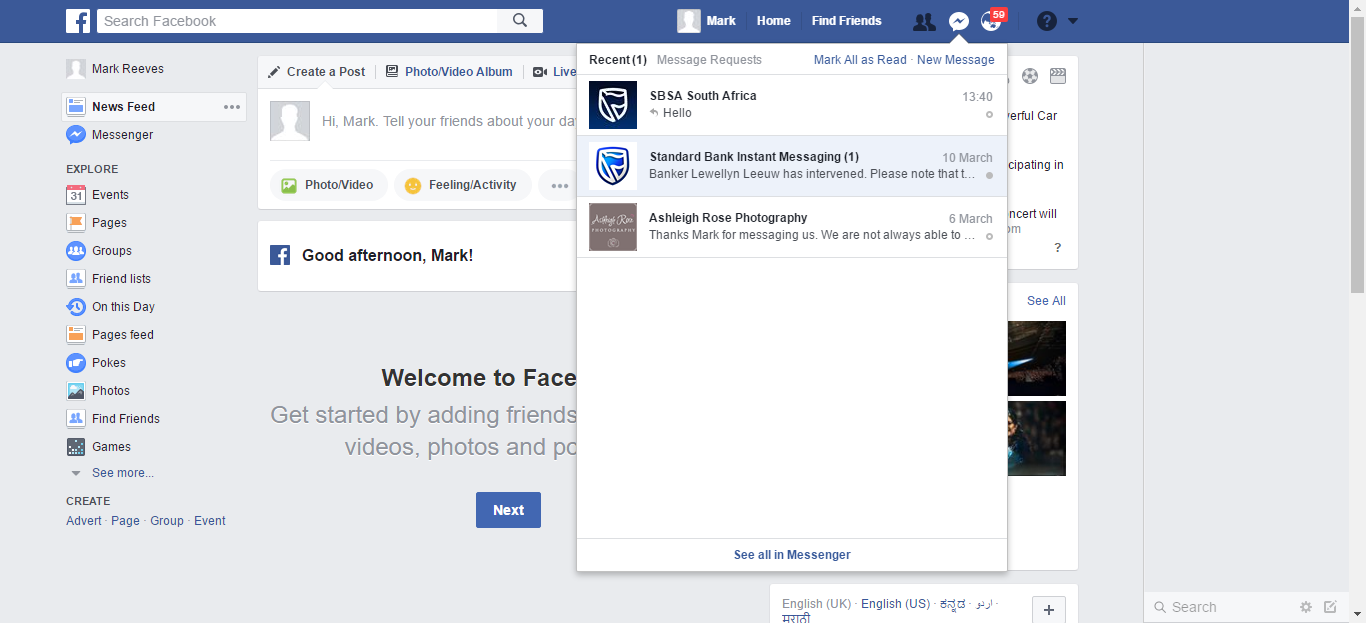 Search Facebook
Mark
Home
Find Friends
59
?
Mark Reeves
News Feed
Messenger
EXPLORE
31 Events
Pages
Groups
Friend lists
On this Day
Pages feed
Pokes
Photos
Find Friends
Games
See more...
CREATE
Advert · Page · Group · Event
Create a Post
Photo/Video Album
Live
Hi, Mark. Tell your friends about your da
Photo/Video
Feeling/Activity
Good afternoon, Mark!
Welcome to Face
Get started by adding friends
videos, photos and po
Next
Recent (1) Message Requests Mark All as Read · New Message
SBSA South Africa 13:40
Hello
Standard Bank Instant Messaging (1) 10 March
Banker Lewellyn Leeuw has intervened. Please note that t...
Ashleigh Rose
PHOTOGRAPHY
Ashleigh Rose Photography 6 March
Thanks Mark for messaging us. We are not always able to ...
See all in Messenger
verful Car
cipating in
ncert will
om
?
See All
English (UK) · English (US) · ಕನ್ನಡ · اردو ·
मराठी
+
Search